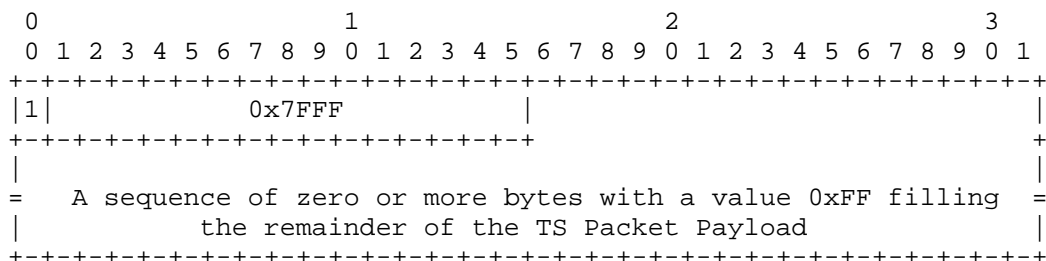 0                   1                   2                   3
 0 1 2 3 4 5 6 7 8 9 0 1 2 3 4 5 6 7 8 9 0 1 2 3 4 5 6 7 8 9 0 1
+-+-+-+-+-+-+-+-+-+-+-+-+-+-+-+-+-+-+-+-+-+-+-+-+-+-+-+-+-+-+-+-+
|1|            0x7FFF           |                               |
+-+-+-+-+-+-+-+-+-+-+-+-+-+-+-+-+                               +
|                                                               |
=   A sequence of zero or more bytes with a value 0xFF filling  =
|           the remainder of the TS Packet Payload              |
+-+-+-+-+-+-+-+-+-+-+-+-+-+-+-+-+-+-+-+-+-+-+-+-+-+-+-+-+-+-+-+-+